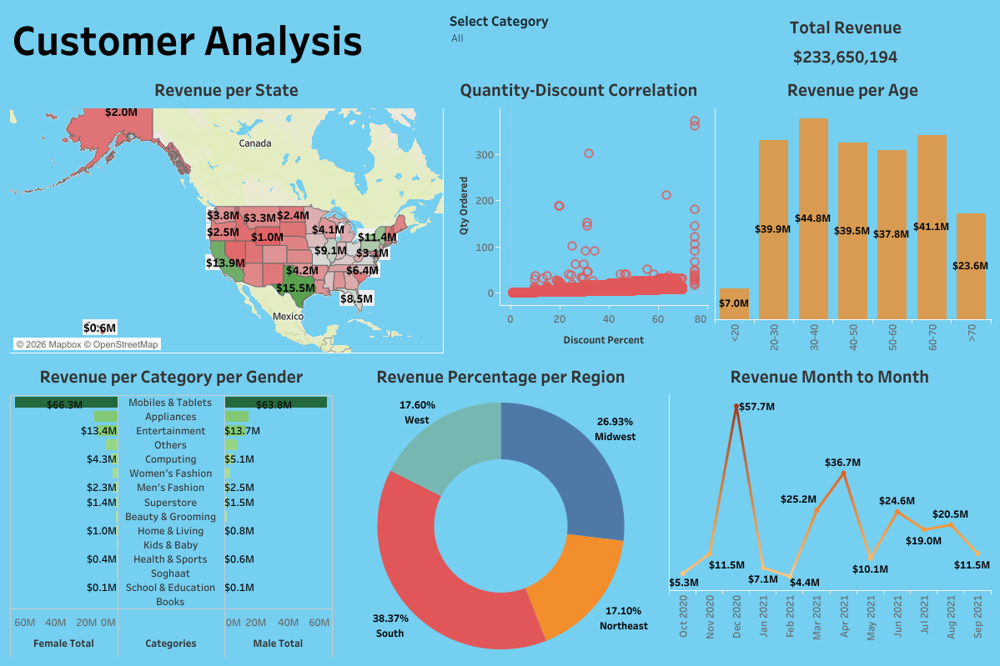 Customer Analysis
Select Category
All
Total Revenue
$233,650,194
Revenue per State
$2.0M
Canada
$3.8M
$3.3M
$2.4M
$4.1M
$2.5M
$1.0M
$11.4M
$9.1M
$3.1M
$13.9M
$4.2M
$6.4M
$15.5M
$8.5M
Mexico
$0.6M
© 2026 Mapbox © OpenStreetMap
Quantity-Discount Correlation
Qty Ordered
300
200
100
0
0 20 40 60 80
Discount Percent
Revenue per Age
$7.0M
$39.9M
$44.8M
$39.5M
$37.8M
$41.1M
$23.6M
<20
20-30
30-40
40-50
50-60
60-70
>70
Revenue per Category per Gender
$66.3M Mobiles & Tablets $63.8M
Appliances
$13.4M Entertainment $13.7M
Others
$4.3M Computing $5.1M
Women's Fashion
$2.3M Men's Fashion $2.5M
$1.4M Superstore $1.5M
Beauty & Grooming
$1.0M Home & Living $0.8M
Kids & Baby
$0.4M Health & Sports $0.6M
Soghaat
$0.1M School & Education $0.1M
Books
60M 40M 20M 0M 0M 20M 40M 60M
Female Total Categories Male Total
Revenue Percentage per Region
17.60%
West
26.93%
Midwest
38.37%
South
17.10%
Northeast
Revenue Month to Month
$5.3M
$11.5M
$57.7M
$7.1M
$4.4M
$25.2M
$36.7M
$10.1M
$24.6M
$19.0M
$20.5M
$11.5M
Oct 2020
Nov 2020
Dec 2020
Jan 2021
Feb 2021
Mar 2021
Apr 2021
May 2021
Jun 2021
Jul 2021
Aug 2021
Sep 2021